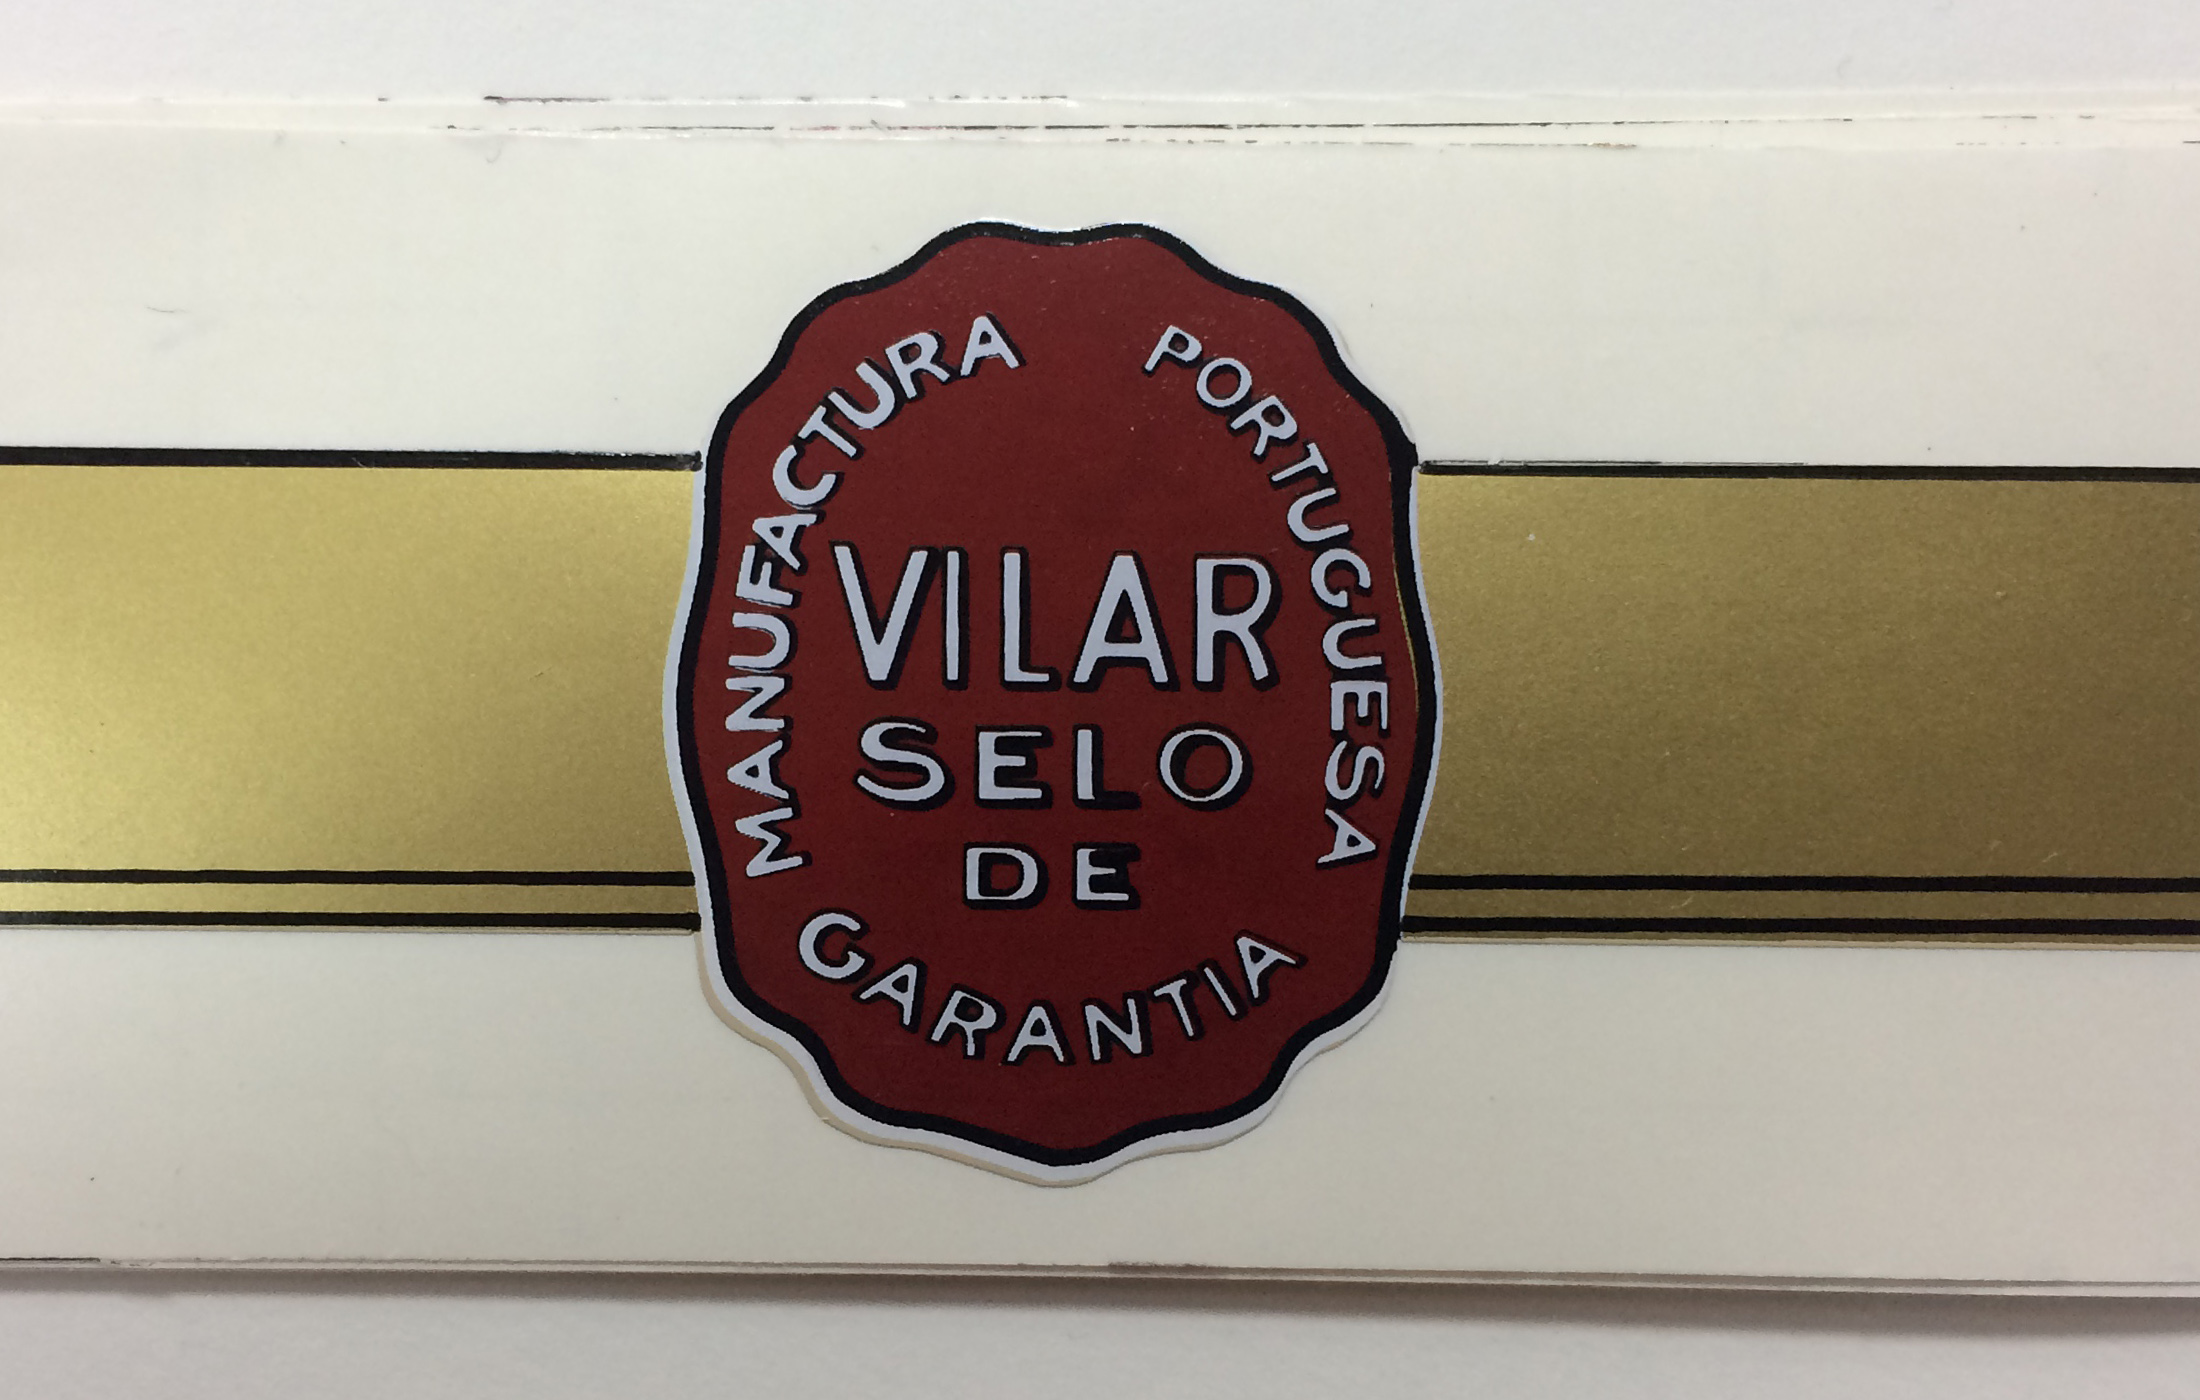 MANUFACTURA PORTUGUESA
VILAR
SELO
DE
GARANTIA